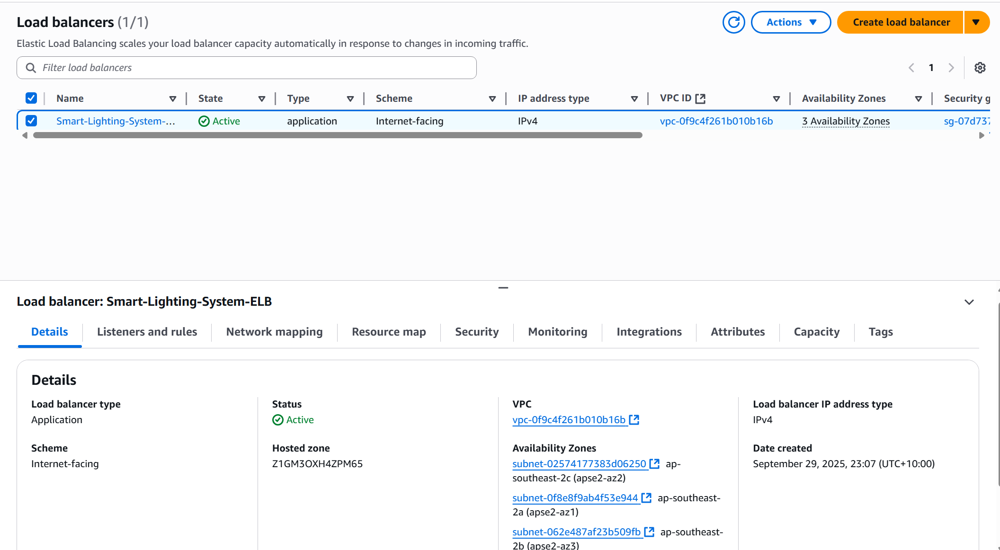 Load balancers (1/1)
Actions
Create load balancer
Elastic Load Balancing scales your load balancer capacity automatically in response to changes in incoming traffic.
Filter load balancers
1
Name State Type Scheme IP address type VPC ID Availability Zones Security g
Smart-Lighting-System-... Active application Internet-facing IPv4 vpc-0f9c4f261b010b16b 3 Availability Zones sg-07d737
Load balancer: Smart-Lighting-System-ELB
Details Listeners and rules Network mapping Resource map Security Monitoring Integrations Attributes Capacity Tags
Details
Load balancer type
Application
Scheme
Internet-facing
Status
Active
Hosted zone
Z1GM3OXH4ZPM65
VPC
vpc-0f9c4f261b010b16b
Availability Zones
subnet-02574177383d06250 ap-
southeast-2c (apse2-az2)
subnet-0f8e8f9ab4f53e944 ap-southeast-
2a (apse2-az1)
subnet-062e487af23b509fb ap-southeast-
2b (apse2-az3)
Load balancer IP address type
IPv4
Date created
September 29, 2025, 23:07 (UTC+10:00)